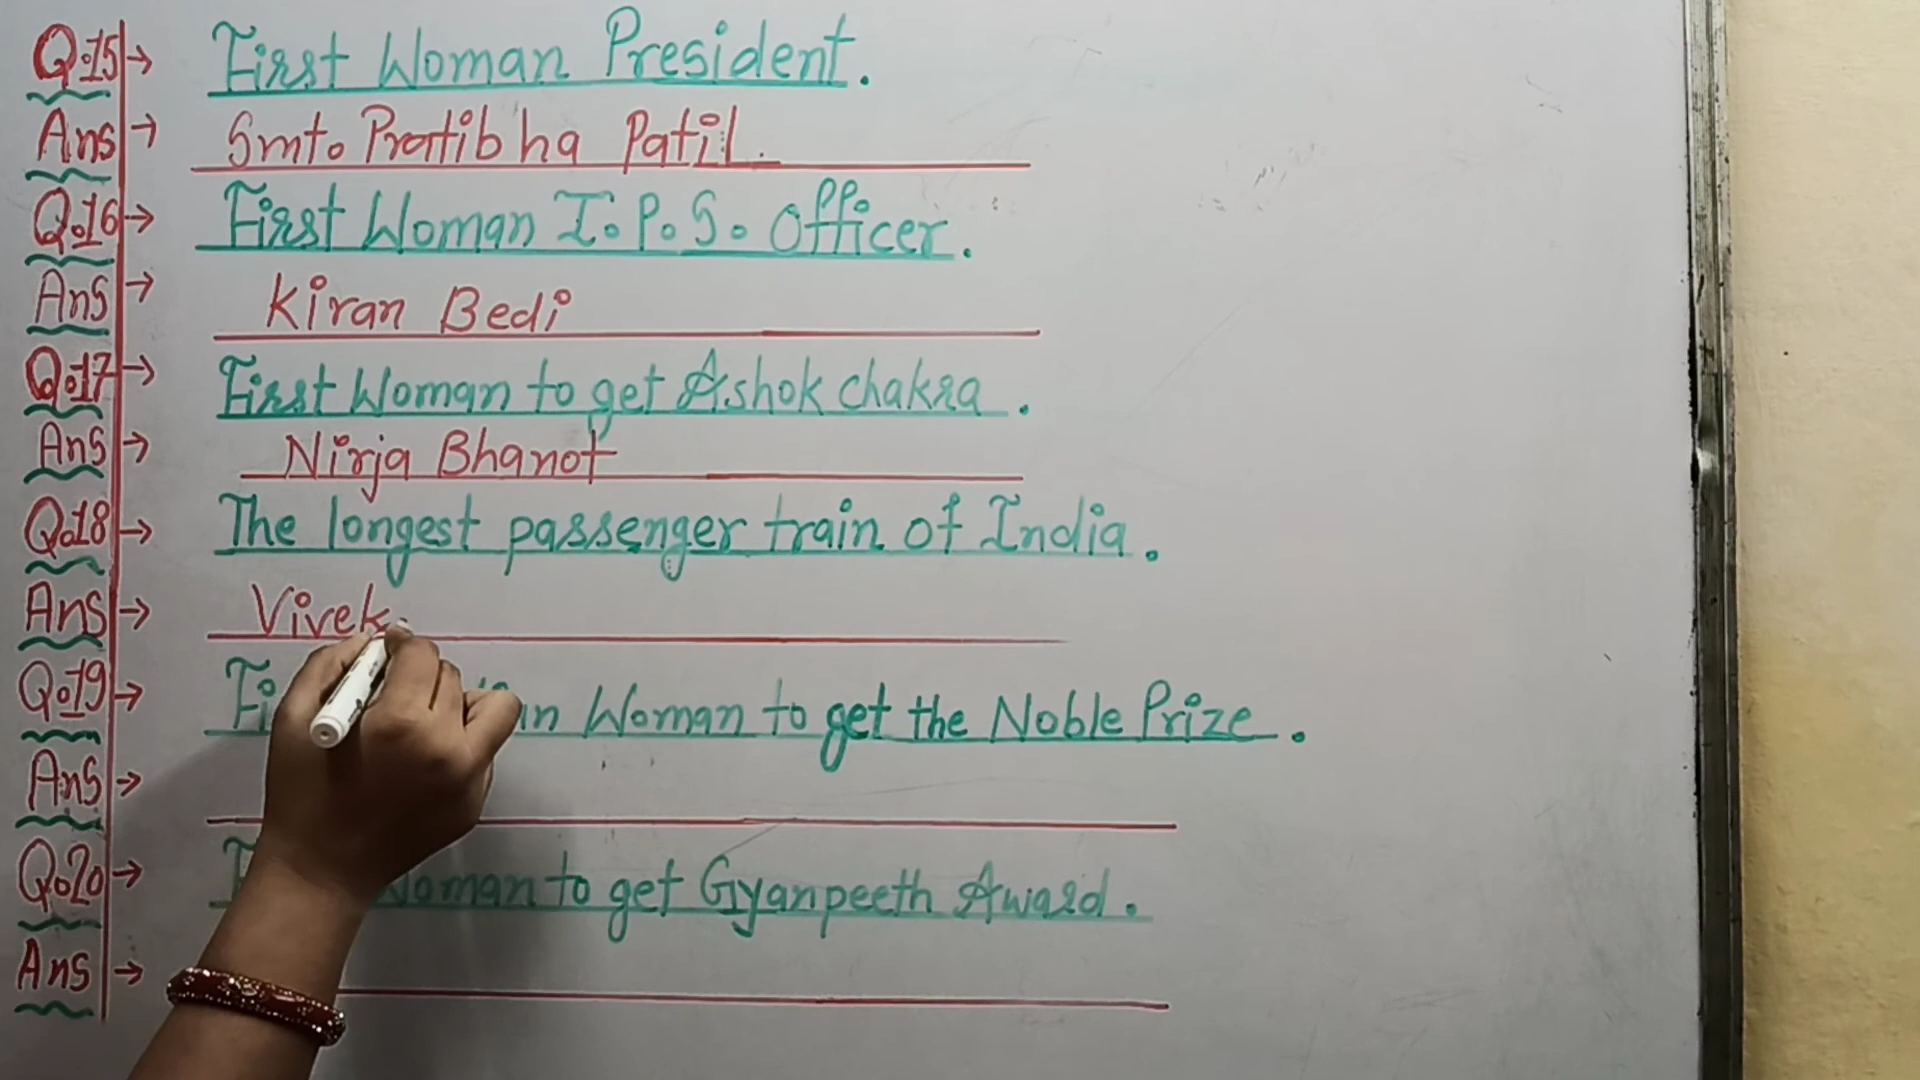 Q.15→ First Woman President.
Ans→ Smt. Pratibha Patil.
Q.16→ First Woman I.P.S. Officer.
Ans→ Kiran Bedi
Q.17→ First Woman to get Ashok chakra.
Ans→ Nirja Bhanot
Q.18→ The longest passenger train of India.
Ans→ Vivek
Q.19→ Woman to get the Noble Prize.
Ans→
Q.20→ Woman to get Gyanpeeth Award.
Ans→